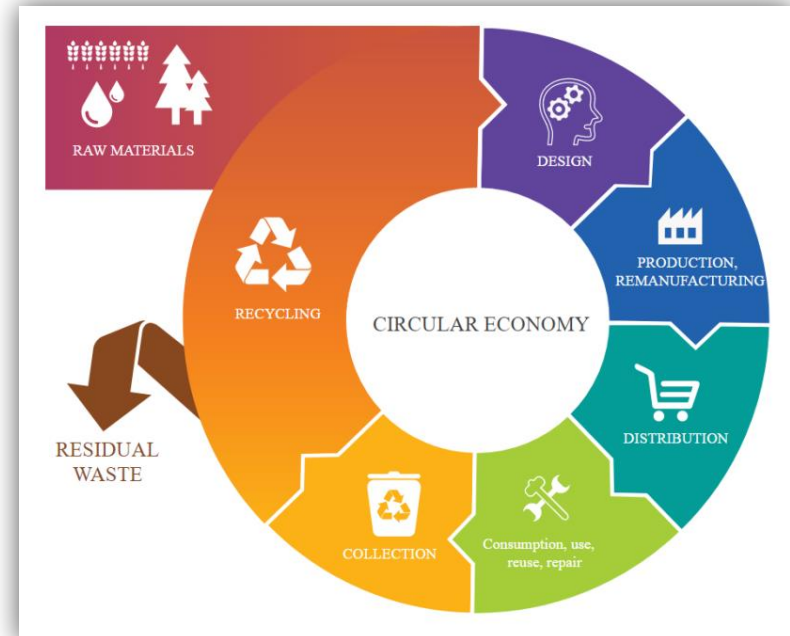 RAW MATERIALS
DESIGN
PRODUCTION,
REMANUFACTURING
RECYCLING
CIRCULAR ECONOMY
DISTRIBUTION
RESIDUAL
WASTE
COLLECTION
Consumption, use,
reuse, repair